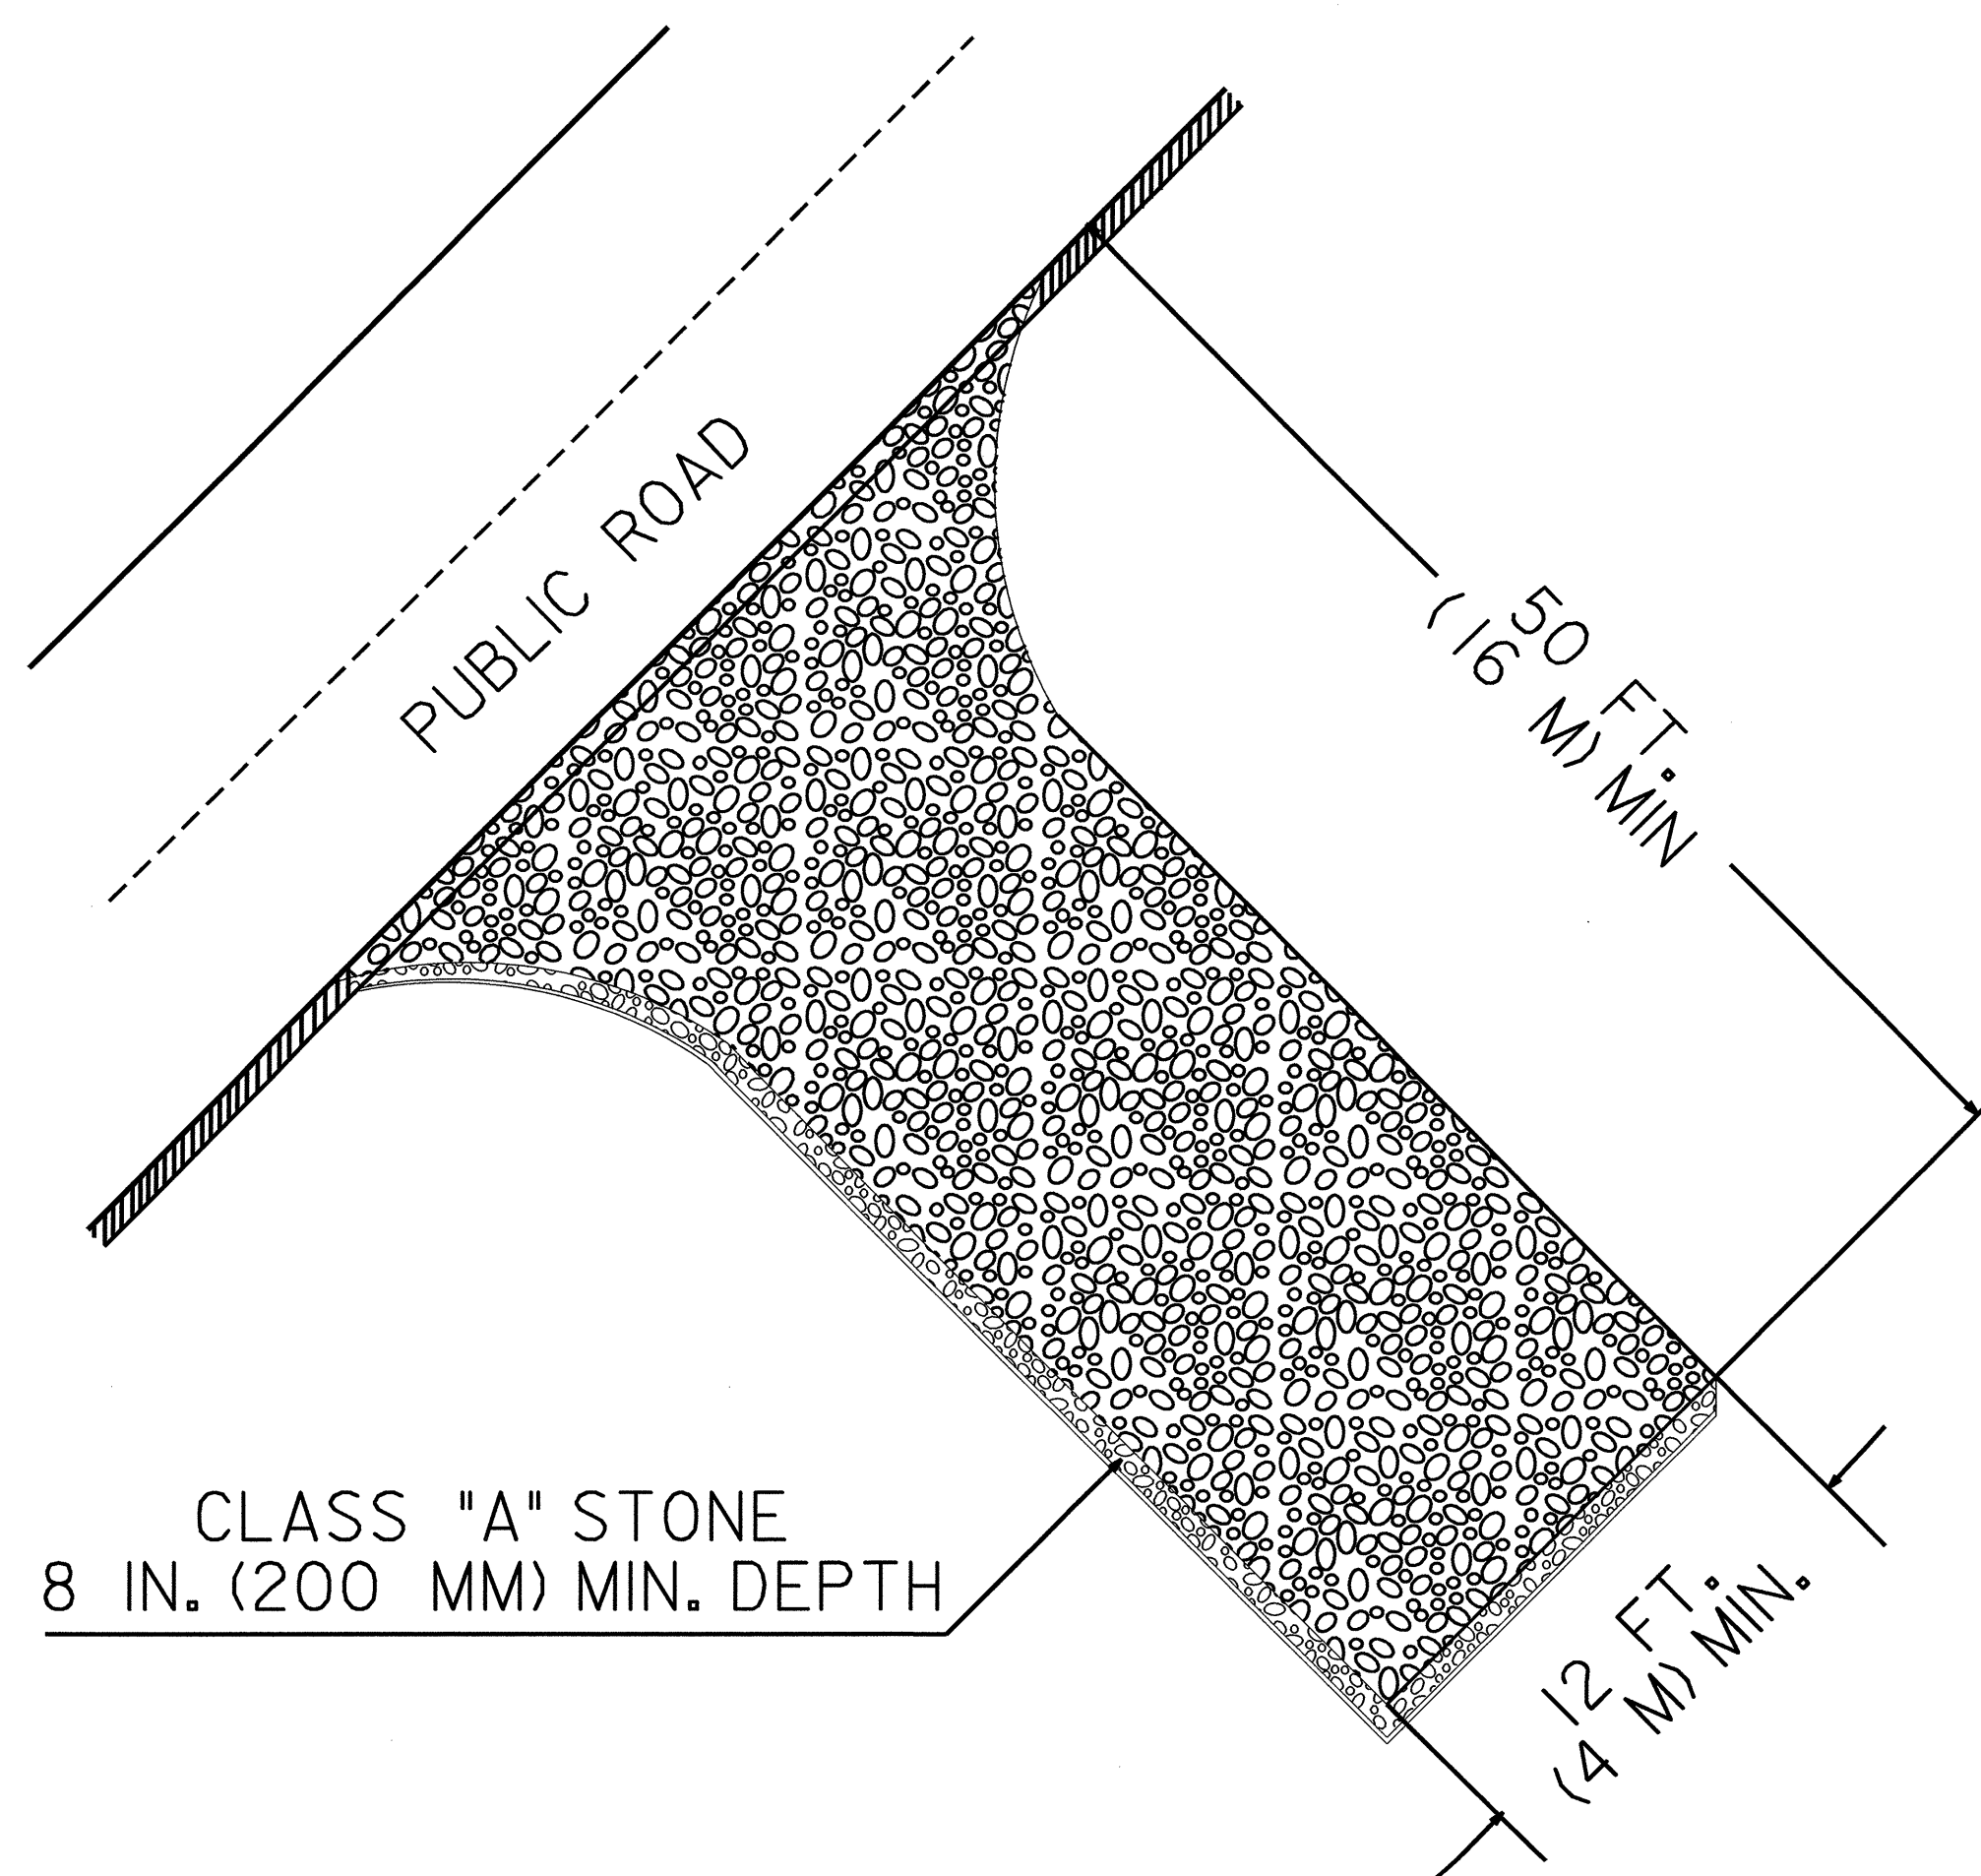 PUBLIC ROAD
50 FT.
(16 M) MIN
CLASS "A" STONE
8 IN. (200 MM) MIN. DEPTH
12 FT.
(4 M) MIN.